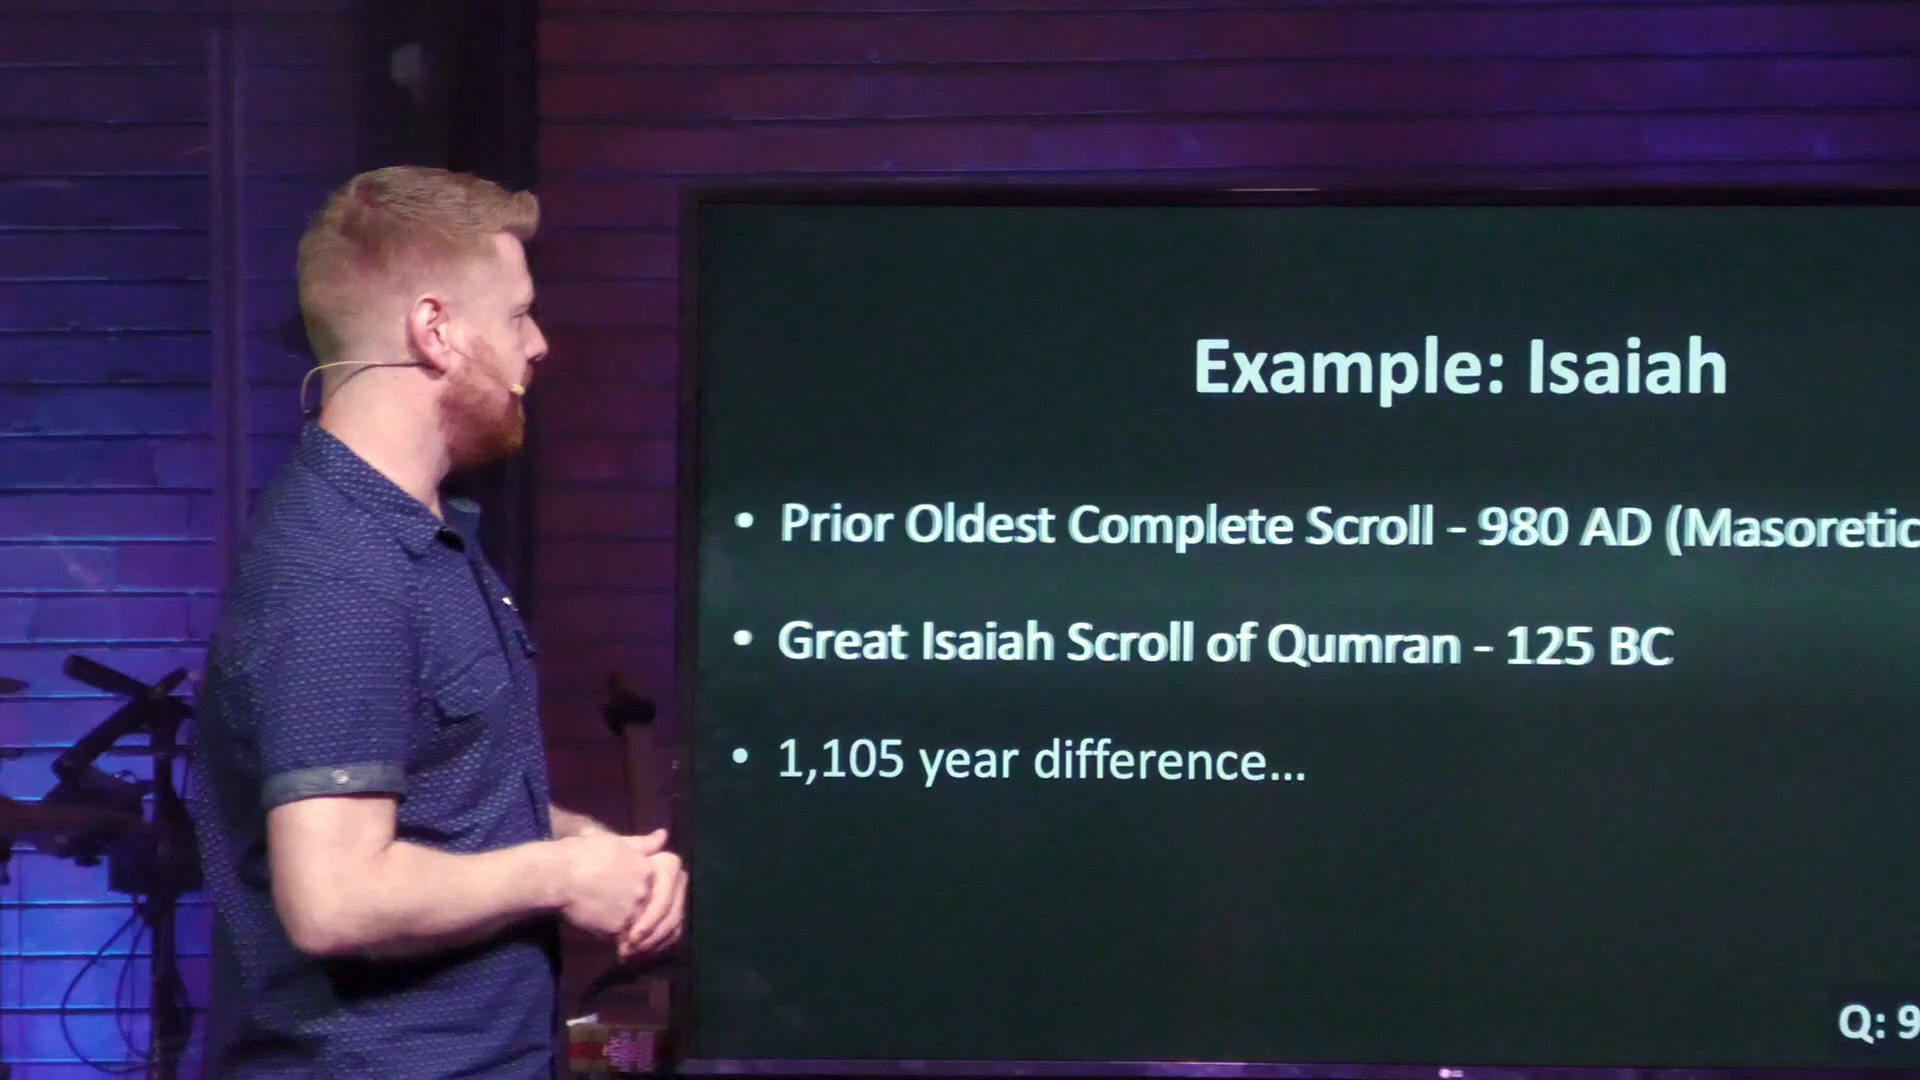 Example: Isaiah
• Prior Oldest Complete Scroll - 980 AD (Masoretic
• Great Isaiah Scroll of Qumran - 125 BC
• 1,105 year difference...
Q: 9